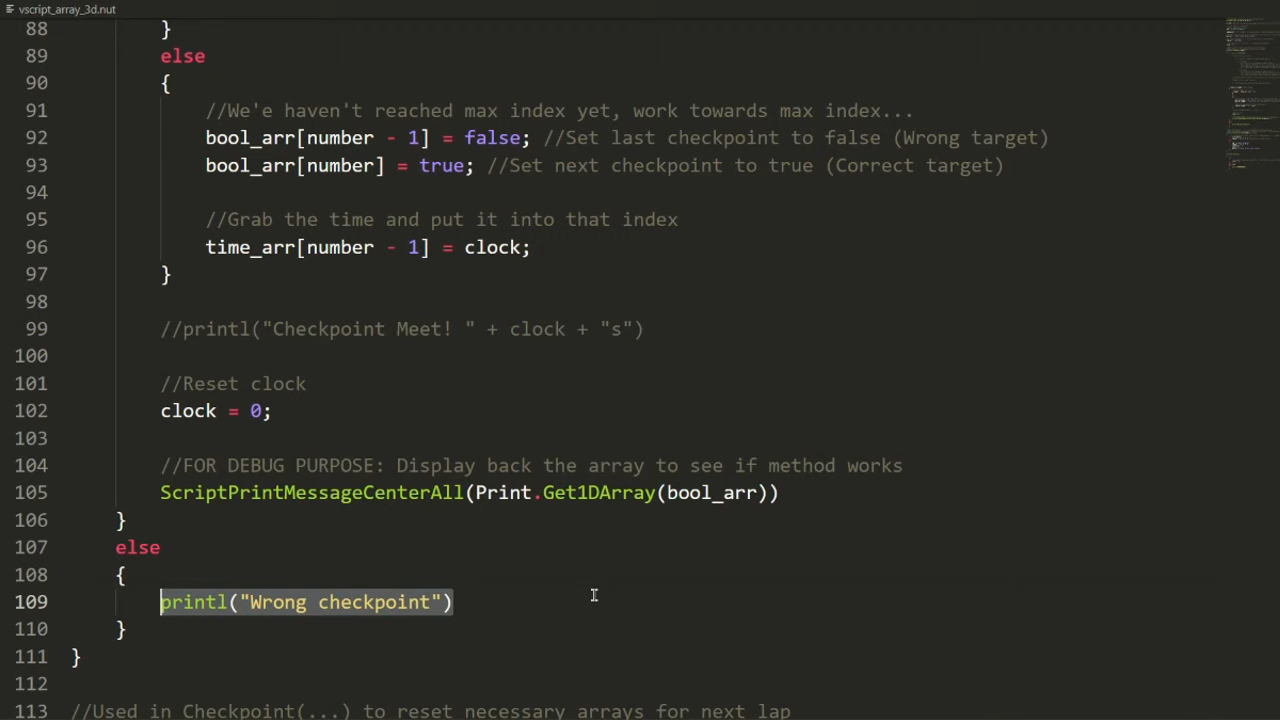 vscript_array_3d.nut
88 }
89 else
90 {
91 //We'e haven't reached max index yet, work towards max index...
92 bool_arr[number - 1] = false; //Set last checkpoint to false (Wrong target)
93 bool_arr[number] = true; //Set next checkpoint to true (Correct target)
94
95 //Grab the time and put it into that index
96 time_arr[number - 1] = clock;
97 }
98
99 //printl("Checkpoint Meet! " + clock + "s")
100
101 //Reset clock
102 clock = 0;
103
104 //FOR DEBUG PURPOSE: Display back the array to see if method works
105 ScriptPrintMessageCenterAll(Print.Get1DArray(bool_arr))
106 }
107 else
108 {
109 printl("Wrong checkpoint")
110 }
111 }
112
113 //Used in Checkpoint(...) to reset necessary arrays for next lap